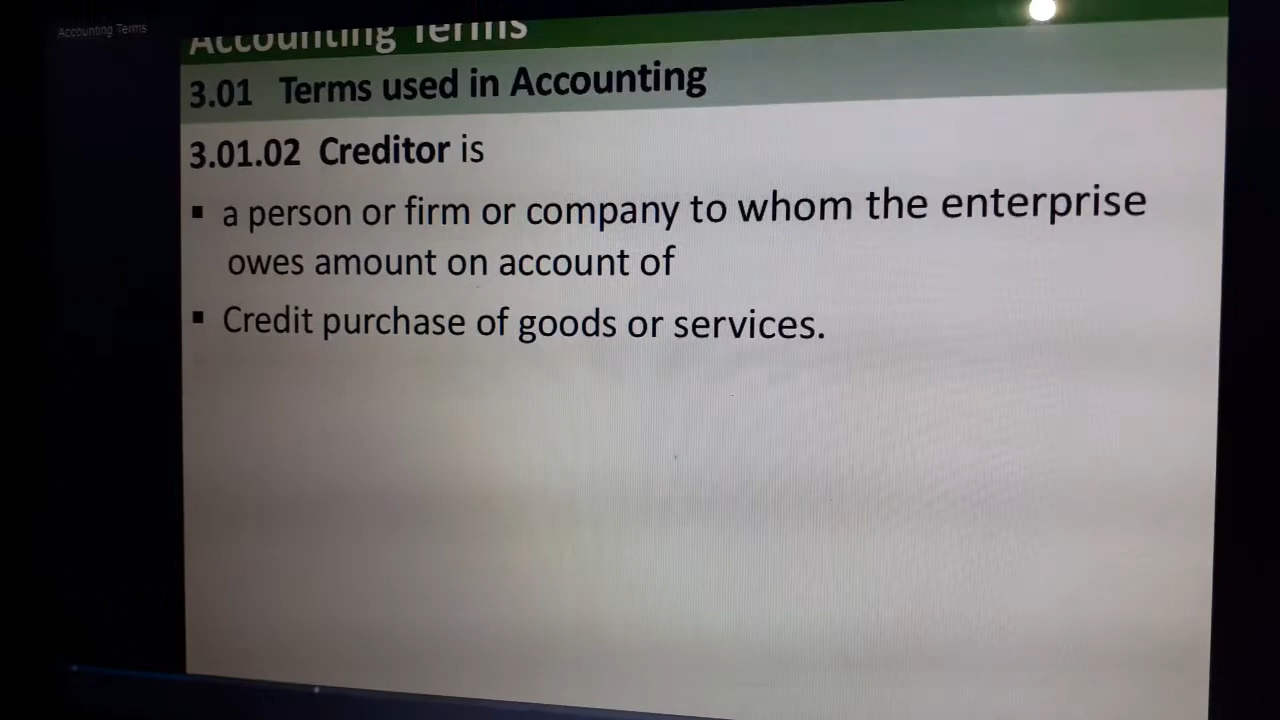 Accounting Terms
Accounting Terms
3.01 Terms used in Accounting
3.01.02 Creditor is
▪ a person or firm or company to whom the enterprise
owes amount on account of
▪ Credit purchase of goods or services.